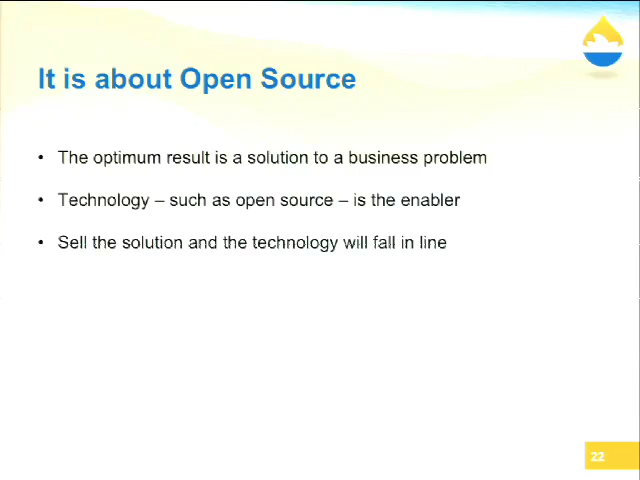 It is about Open Source
• The optimum result is a solution to a business problem
• Technology – such as open source – is the enabler
• Sell the solution and the technology will fall in line
22